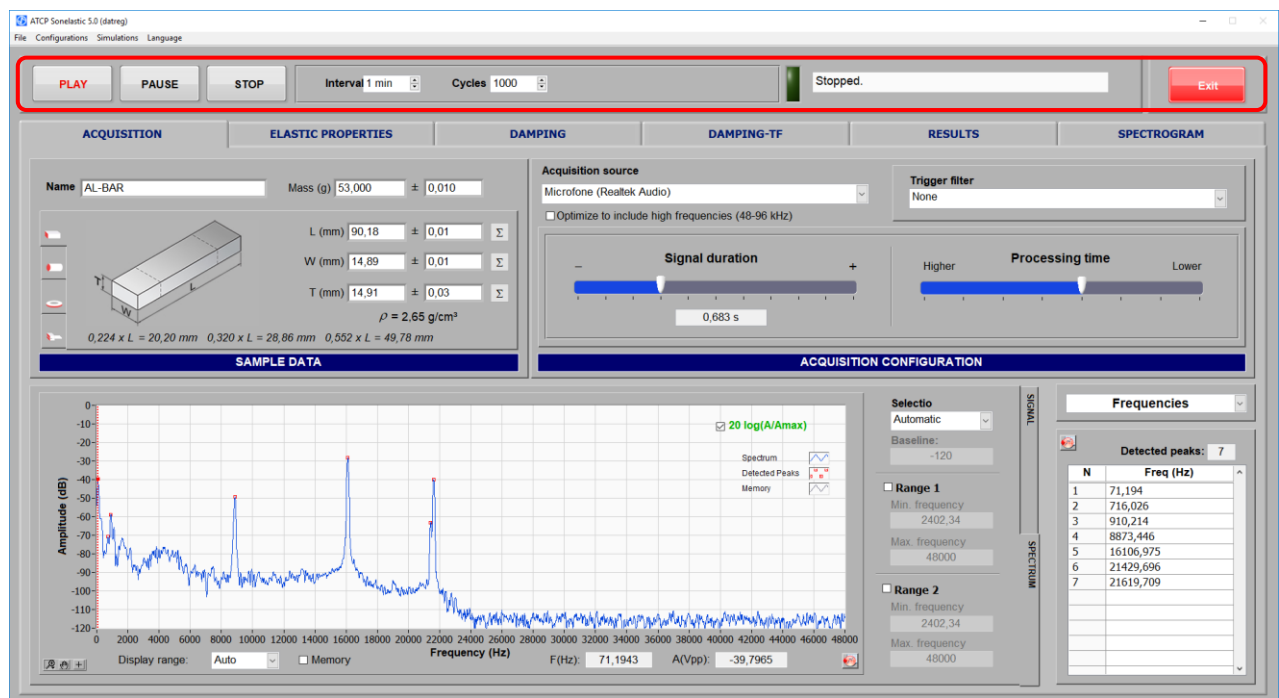 ATCP Sonelastic 5.0 (datreg)
File Configurations Simulations Language
PLAY PAUSE STOP Interval 1 min Cycles 1000 Stopped. Exit
ACQUISITION ELASTIC PROPERTIES DAMPING DAMPING-TF RESULTS SPECTROGRAM
Name AL-BAR Mass (g) 53,000 ± 0,010
L (mm) 90,18 ± 0,01 Σ
W (mm) 14,89 ± 0,01 Σ
T (mm) 14,91 ± 0,03 Σ
T W L
ρ = 2,65 g/cm³
0,224 x L = 20,20 mm 0,320 x L = 28,86 mm 0,552 x L = 49,78 mm
SAMPLE DATA
Acquisition source
Microfone (Realtek Audio)
Optimize to include high frequencies (48-96 kHz)
Trigger filter
None
Signal duration
– +
0,683 s
Processing time
Higher Lower
ACQUISITION CONFIGURATION
20 log(A/Amax)
Spectrum
Detected Peaks
Memory
Amplitude (dB)
0
-10
-20
-30
-40
-50
-60
-70
-80
-90
-100
-110
-120
0 2000 4000 6000 8000 10000 12000 14000 16000 18000 20000 22000 24000 26000 28000 30000 32000 34000 36000 38000 40000 42000 44000 46000 48000
Frequency (Hz)
Display range: Auto Memory F(Hz): 71,1943 A(Vpp): -39,7965
Selectio
Automatic
Baseline:
-120
Range 1
Min. frequency
2402,34
Max. frequency
48000
Range 2
Min. frequency
2402,34
Max. frequency
48000
SIGNAL
SPECTRUM
Frequencies
Detected peaks: 7
N Freq (Hz)
1 71,194
2 716,026
3 910,214
4 8873,446
5 16106,975
6 21429,696
7 21619,709